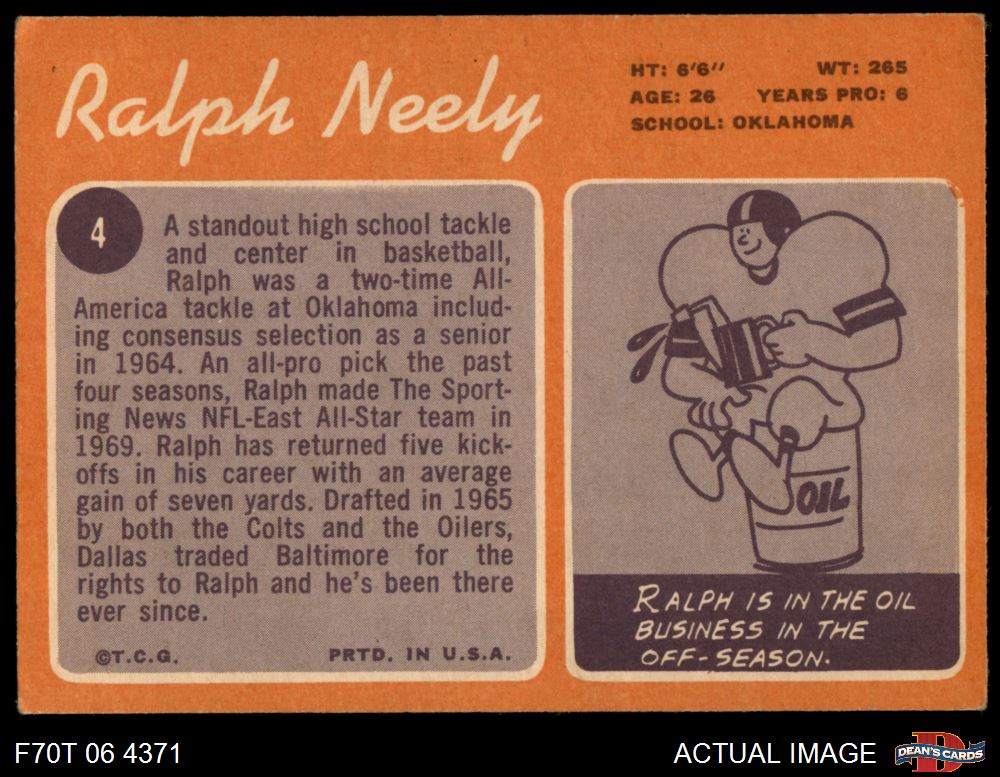 Ralph Neely
HT: 6'6'' WT: 265
AGE: 26 YEARS PRO: 6
SCHOOL: OKLAHOMA
4
A standout high school tackle
and center in basketball,
Ralph was a two-time All-
America tackle at Oklahoma includ-
ing consensus selection as a senior
in 1964. An all-pro pick the past
four seasons, Ralph made The Sport-
ing News NFL-East All-Star team in
1969. Ralph has returned five kick-
offs in his career with an average
gain of seven yards. Drafted in 1965
by both the Colts and the Oilers,
Dallas traded Baltimore for the
rights to Ralph and he's been there
ever since.
©T.C.G. PRTD. IN U.S.A.
OIL
RALPH IS IN THE OIL
BUSINESS IN THE
OFF-SEASON.
F70T 06 4371
ACTUAL IMAGE
D
DEAN'S CARDS